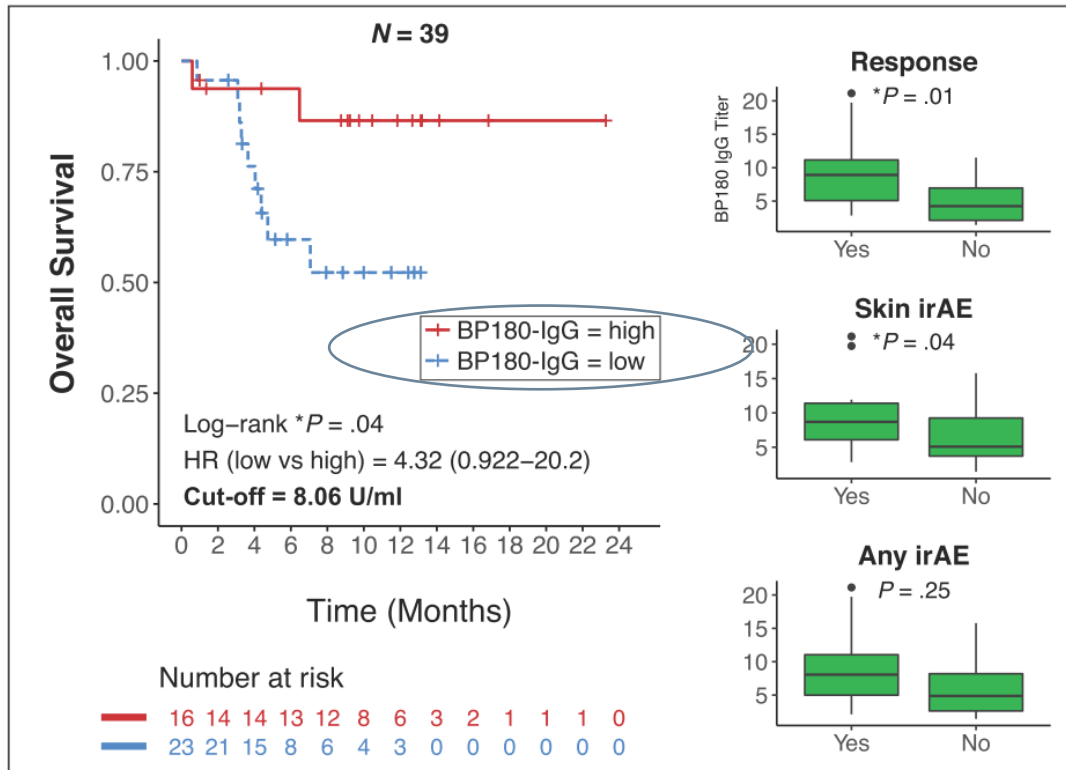 N = 39
Overall Survival
1.00
0.75
0.50
0.25
0.00
BP180-IgG = high
BP180-IgG = low
Log−rank *P = .04
HR (low vs high) = 4.32 (0.922−20.2)
Cut-off = 8.06 U/ml
0 2 4 6 8 10 12 14 16 18 20 22 24
Time (Months)
Number at risk
16 14 14 13 12 8 6 3 2 1 1 1 0
23 21 15 8 6 4 3 0 0 0 0 0 0
Response
BP180 IgG Titer
*P = .01
20
15
10
5
Yes No
Skin irAE
*P = .04
20
15
10
5
Yes No
Any irAE
P = .25
20
15
10
5
Yes No